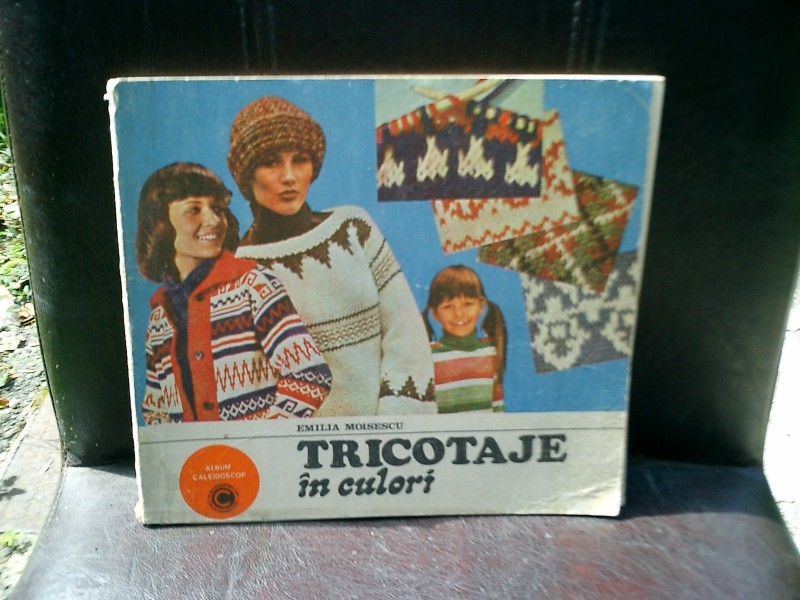 EMILIA MOISESCU
TRICOTAJE
în culori
ALBUM
CALEIDOSCOP
C